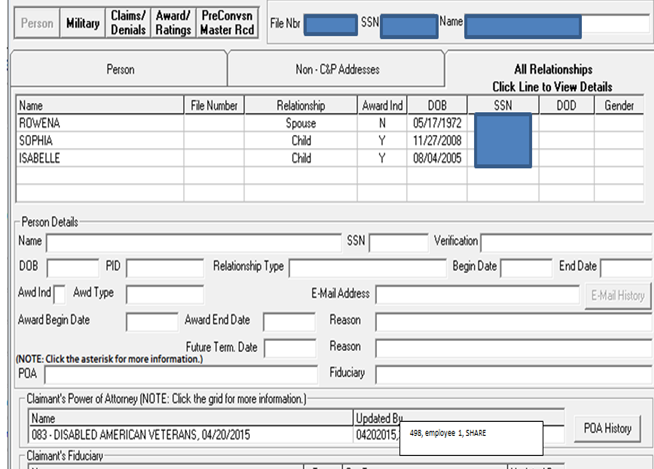 Person Military Claims/ Denials Award/ Ratings PreConvsn Master Rcd File Nbr SSN Name
Person Non - C&P Addresses All Relationships
Click Line to View Details
Name File Number Relationship Award Ind DOB SSN DOD Gender
ROWENA Spouse N 05/17/1972
SOPHIA Child Y 11/27/2008
ISABELLE Child Y 08/04/2005
Person Details
Name SSN Verification
DOB PID Relationship Type Begin Date End Date
Awd Ind Awd Type E-Mail Address E-Mail History
Award Begin Date Award End Date Reason
Future Term. Date Reason
(NOTE: Click the asterisk for more information.)
POA Fiduciary
Claimant's Power of Attorney (NOTE: Click the grid for more information.)
Name Updated By
083 - DISABLED AMERICAN VETERANS, 04/20/2015 04202015, 498, employee 1, SHARE POA History
Claimant's Fiduciary